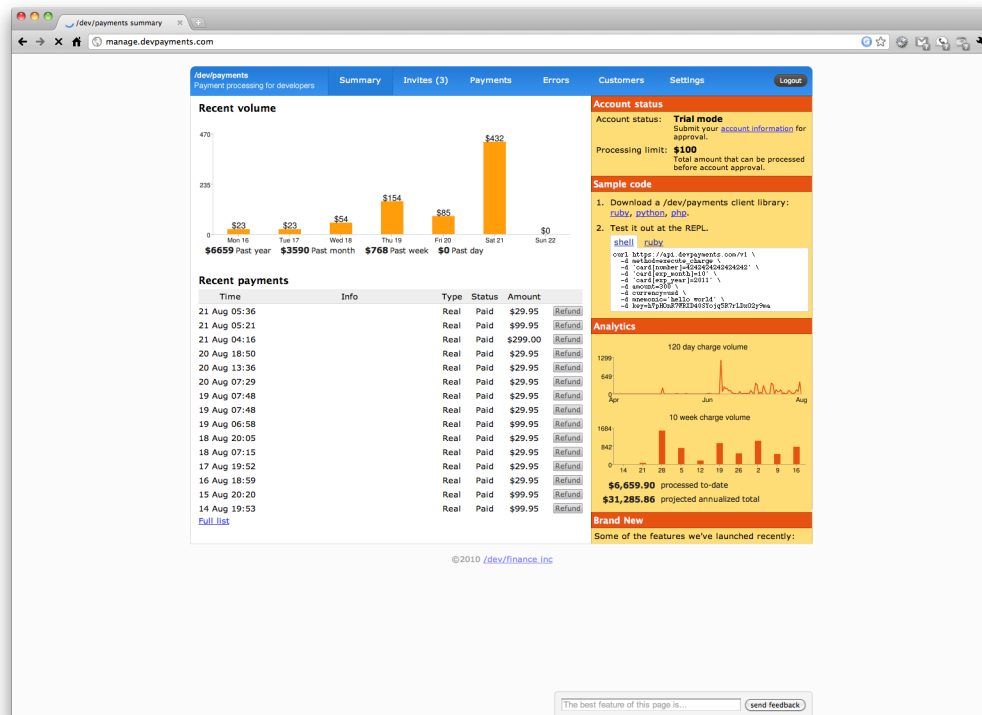 /dev/payments summary
manage.devpayments.com
/dev/payments
Payment processing for developers
Summary
Invites (3)
Payments
Errors
Customers
Settings
Logout
Recent volume
470
235
0
$23
$23
$54
$154
$85
$432
$0
Mon 16
Tue 17
Wed 18
Thu 19
Fri 20
Sat 21
Sun 22
$6659 Past year $3590 Past month $768 Past week $0 Past day
Recent payments
Time Info Type Status Amount
21 Aug 05:36 Real Paid $29.95 Refund
21 Aug 05:21 Real Paid $99.95 Refund
21 Aug 04:16 Real Paid $299.00 Refund
20 Aug 18:50 Real Paid $29.95 Refund
20 Aug 13:36 Real Paid $29.95 Refund
20 Aug 07:29 Real Paid $29.95 Refund
19 Aug 07:48 Real Paid $29.95 Refund
19 Aug 07:48 Real Paid $29.95 Refund
19 Aug 06:58 Real Paid $99.95 Refund
18 Aug 20:05 Real Paid $29.95 Refund
18 Aug 07:15 Real Paid $29.95 Refund
17 Aug 19:52 Real Paid $29.95 Refund
16 Aug 18:59 Real Paid $99.95 Refund
15 Aug 20:20 Real Paid $99.95 Refund
14 Aug 19:53 Real Paid $99.95 Refund
Full list
Account status
Account status: Trial mode
Submit your account information for
approval.
Processing limit: $100
Total amount that can be processed
before account approval.
Sample code
1. Download a /dev/payments client library:
ruby, python, php.
2. Test it out at the REPL.
shell ruby
curl https://api.devpayments.com/v1 \
-d method=execute_charge \
-d 'card[number]=4242424242424242' \
-d 'card[exp_month]=10' \
-d 'card[exp_year]=2011' \
-d amount=300 \
-d currency=usd \
-d mnemonic='hello world' \
Analytics
120 day charge volume
1299
649
0
Apr
Jun
Aug
10 week charge volume
1684
842
0
14 21 28 5 12 19 26 2 9 16
$6,659.90 processed to-date
$31,285.86 projected annualized total
Brand New
Some of the features we've launched recently:
©2010 /dev/finance inc
The best feature of this page is...
send feedback